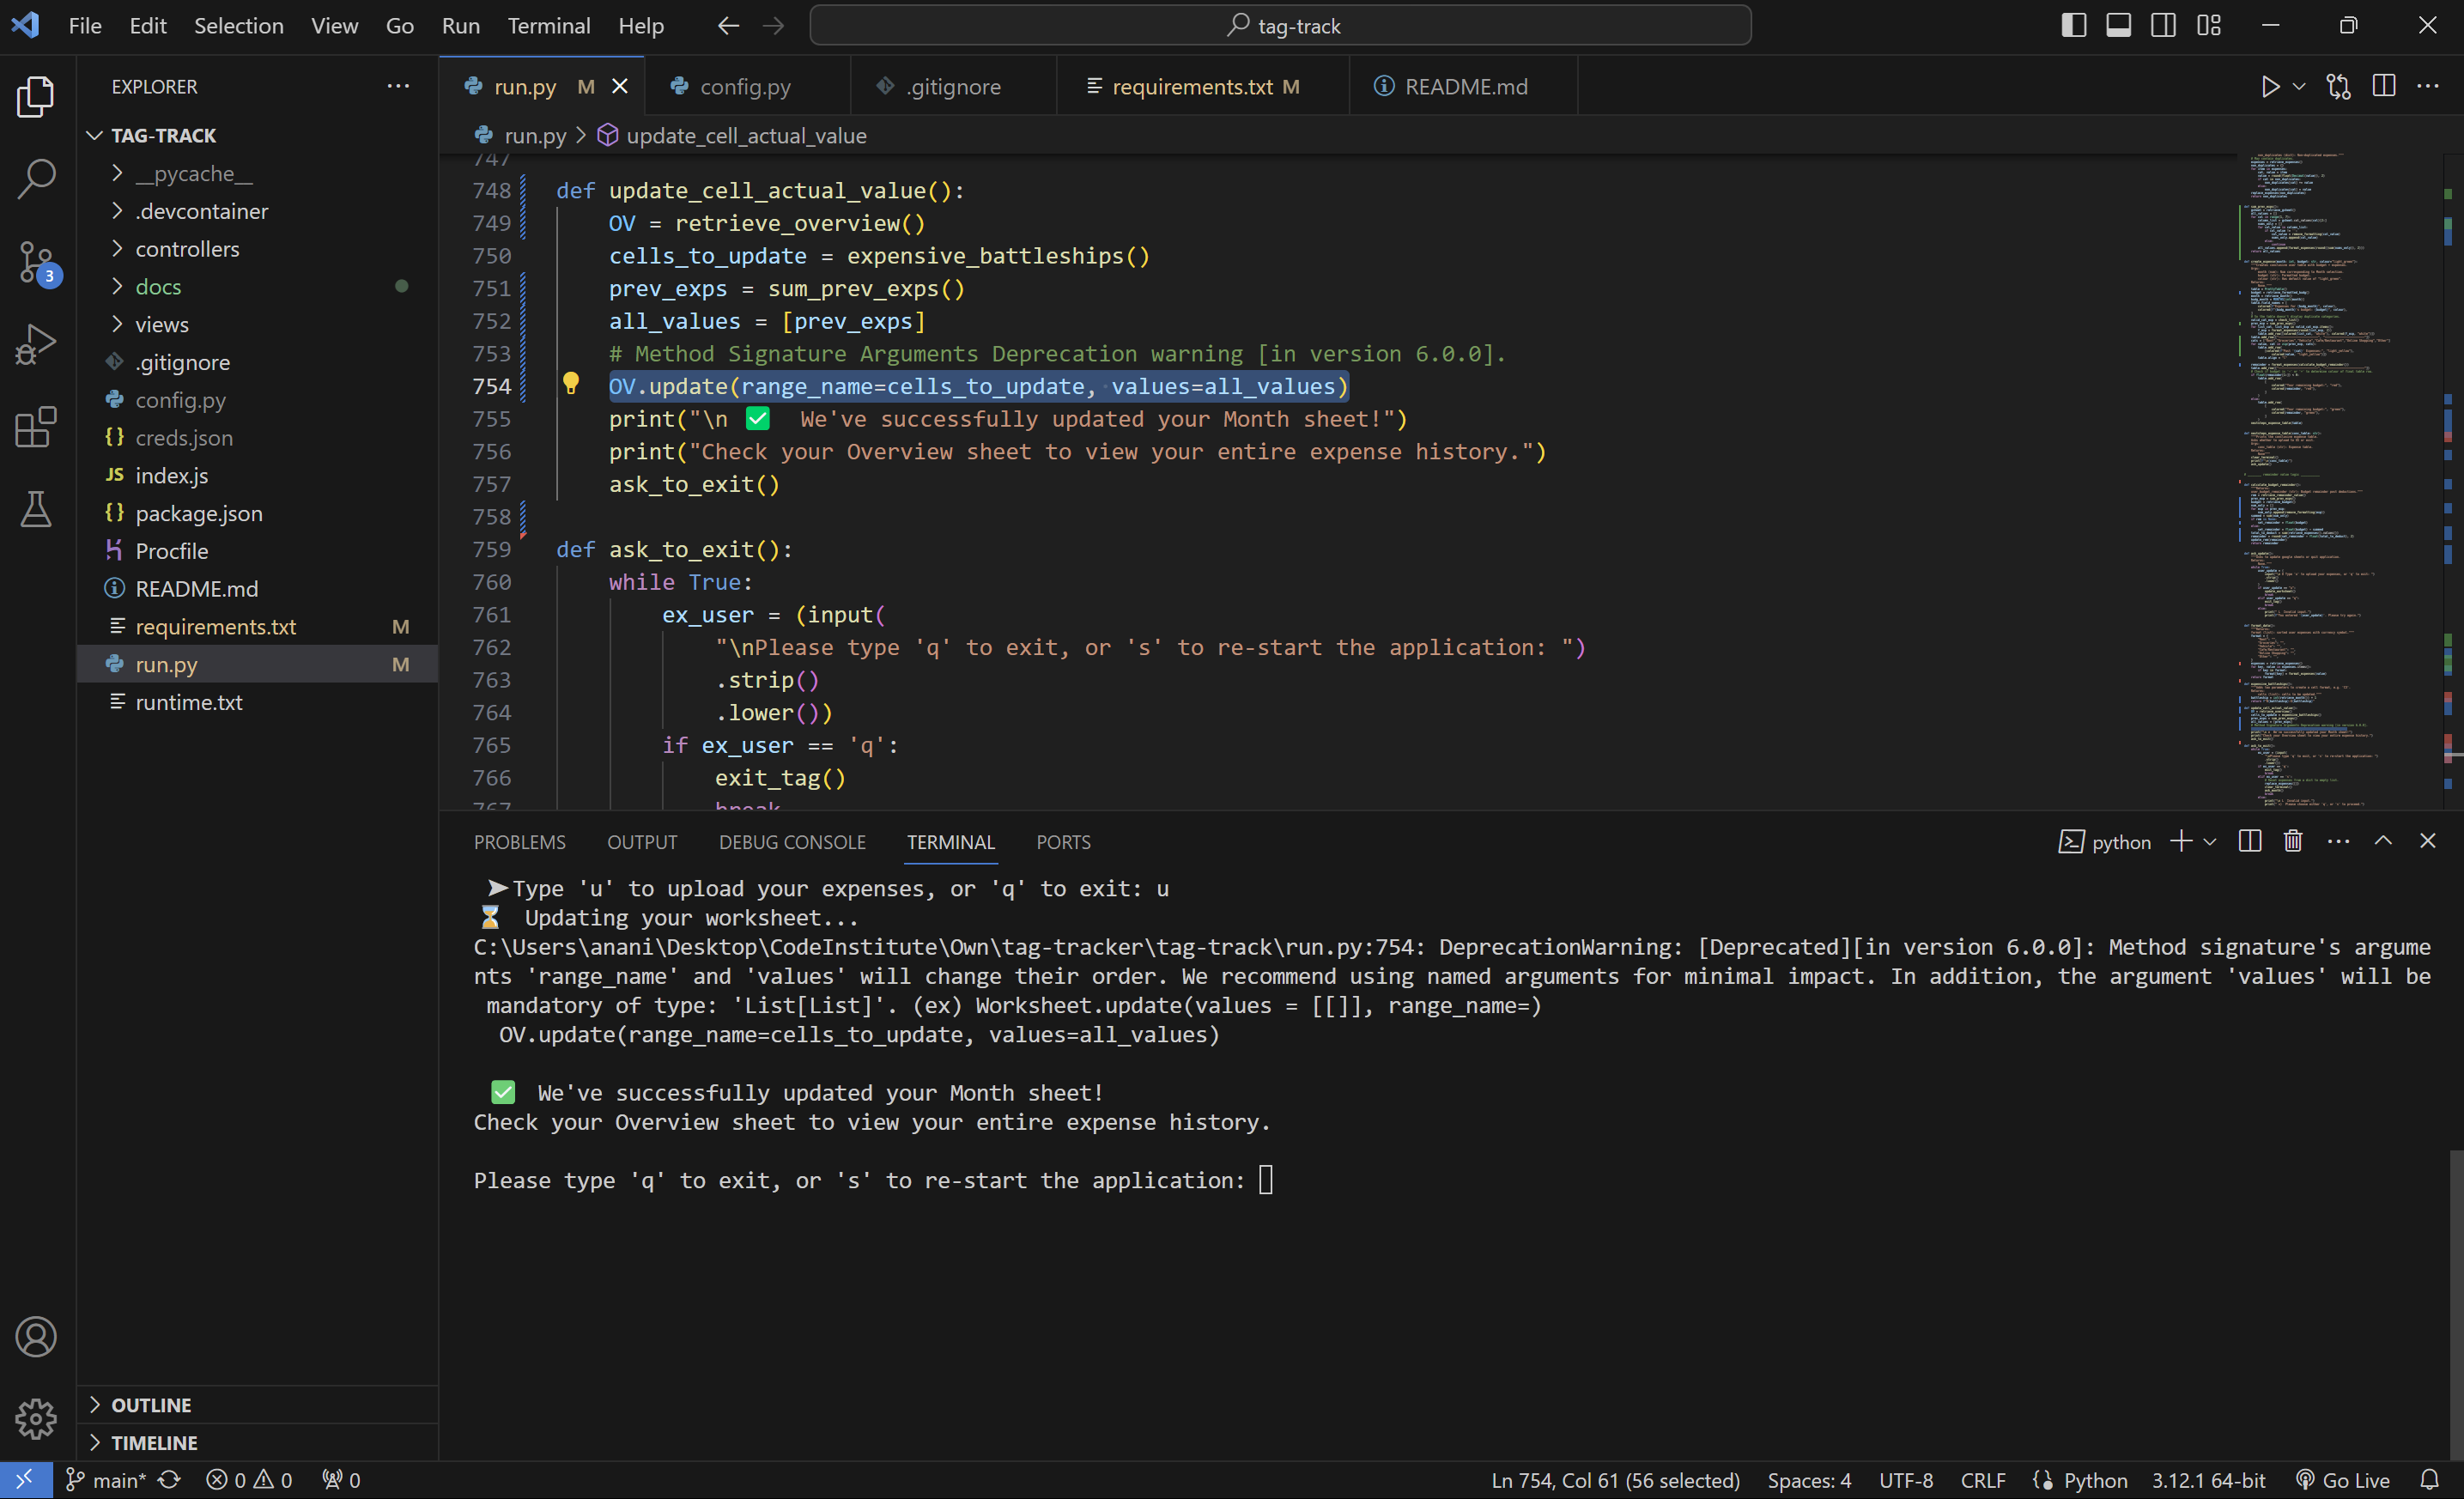 File Edit Selection View Go Run Terminal Help
tag-track
EXPLORER
TAG-TRACK
__pycache__
.devcontainer
controllers
docs
views
.gitignore
config.py
creds.json
JS index.js
package.json
Procfile
README.md
requirements.txt M
run.py M
runtime.txt
OUTLINE
TIMELINE
3
run.py M
config.py
.gitignore
requirements.txt M
README.md
run.py > update_cell_actual_value
747
748 def update_cell_actual_value():
749 OV = retrieve_overview()
750 cells_to_update = expensive_battleships()
751 prev_exps = sum_prev_exps()
752 all_values = [prev_exps]
753 # Method Signature Arguments Deprecation warning [in version 6.0.0].
754 OV.update(range_name=cells_to_update, values=all_values)
755 print("\n ✅  We've successfully updated your Month sheet!")
756 print("Check your Overview sheet to view your entire expense history.")
757 ask_to_exit()
758
759 def ask_to_exit():
760 while True:
761 ex_user = (input(
762 "\nPlease type 'q' to exit, or 's' to re-start the application: ")
763 .strip()
764 .lower())
765 if ex_user == 'q':
766 exit_tag()
767 break
PROBLEMS OUTPUT DEBUG CONSOLE TERMINAL PORTS
python
➤Type 'u' to upload your expenses, or 'q' to exit: u
⏳ Updating your worksheet...
C:\Users\anani\Desktop\CodeInstitute\Own\tag-tracker\tag-track\run.py:754: DeprecationWarning: [Deprecated][in version 6.0.0]: Method signature's argume
nts 'range_name' and 'values' will change their order. We recommend using named arguments for minimal impact. In addition, the argument 'values' will be
mandatory of type: 'List[List]'. (ex) Worksheet.update(values = [[]], range_name=)
OV.update(range_name=cells_to_update, values=all_values)
✅ We've successfully updated your Month sheet!
Check your Overview sheet to view your entire expense history.
Please type 'q' to exit, or 's' to re-start the application:
main* 0 0 0
Ln 754, Col 61 (56 selected) Spaces: 4 UTF-8 CRLF Python 3.12.1 64-bit Go Live